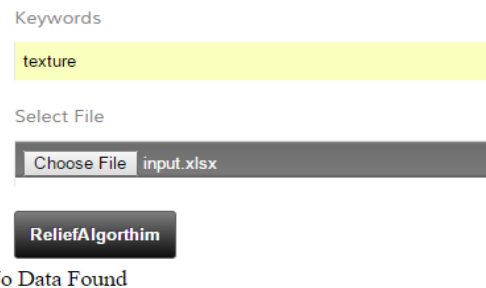 Keywords
texture
Select File
Choose File input.xlsx
ReliefAlgorthim
o Data Found